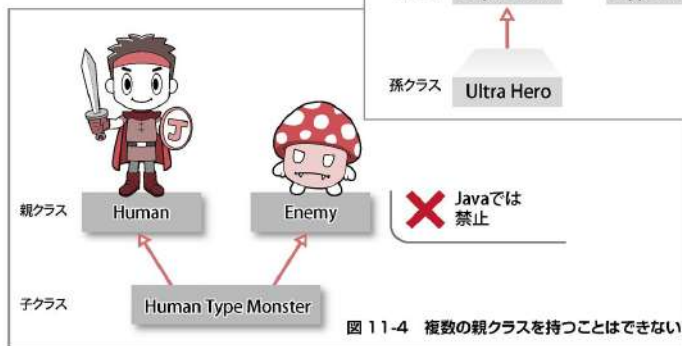 孫クラス
Ultra Hero
J
親クラス
Human
Enemy
Javaでは
禁止
子クラス
Human Type Monster
図 11-4 複数の親クラスを持つことはできない